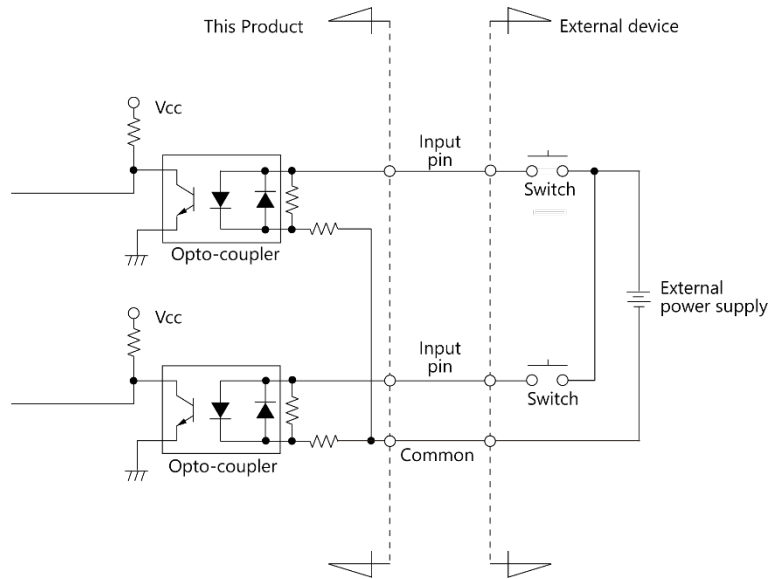 This Product
External device
Vcc
Input
pin
Switch
Opto-coupler
External
power supply
Vcc
Input
pin
Switch
Common
Opto-coupler